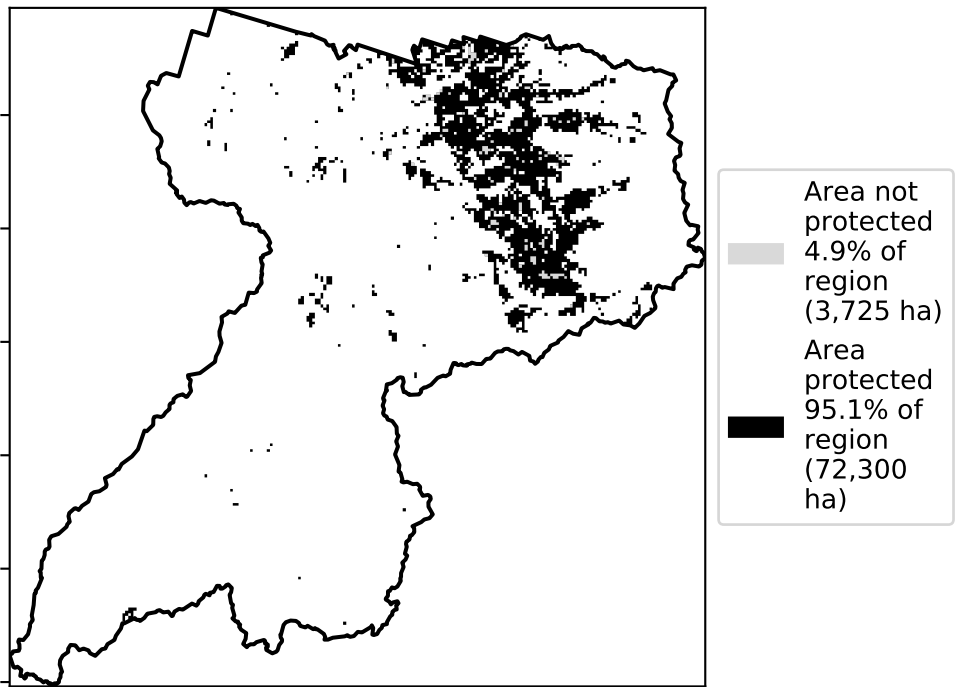 Area not
protected
4.9% of
region
(3,725 ha)
Area
protected
95.1% of
region
(72,300
ha)